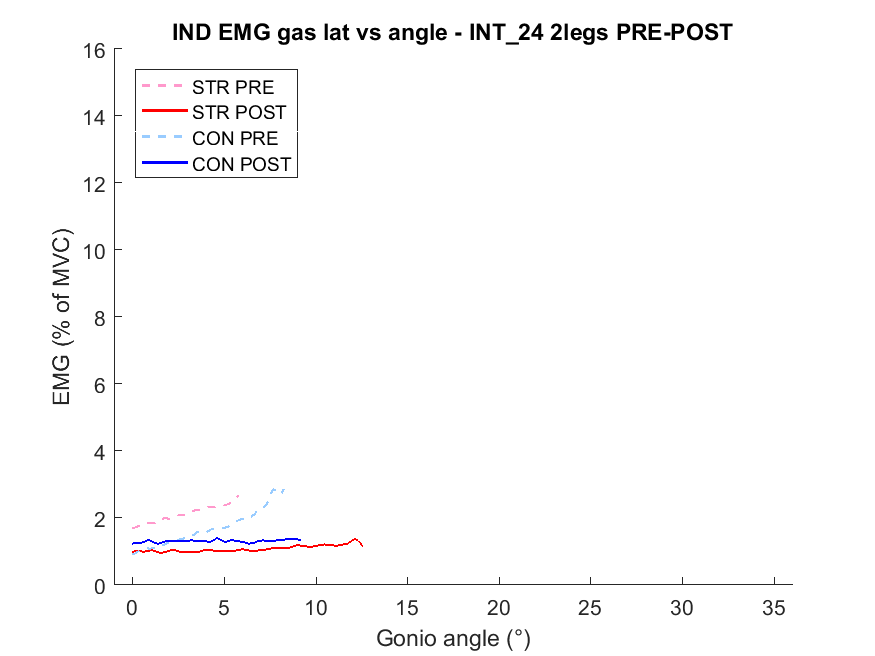 IND EMG gas lat vs angle - INT_24 2legs PRE-POST
16
14
12
10
8
6
4
2
0
EMG (% of MVC)
STR PRE
STR POST
CON PRE
CON POST
0 5 10 15 20 25 30 35
Gonio angle (°)